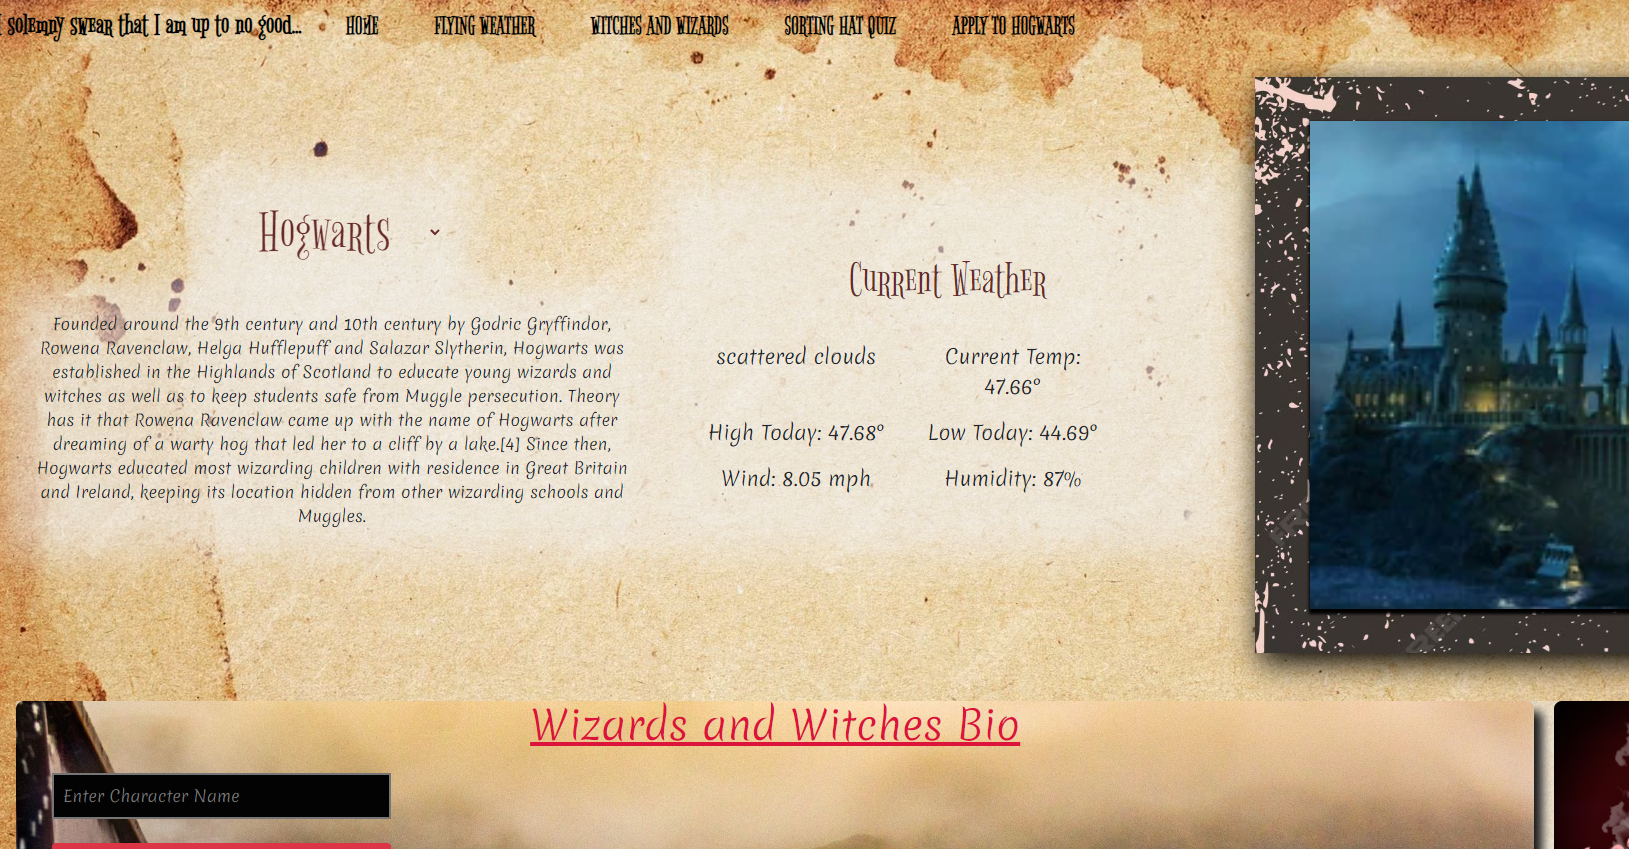 I solemny swear that I am up to no good...
HOME
FLYING WEATHER
WITCHES AND WIZARDS
SORTING HAT QUIZ
APPLY TO HOGWARTS
Hogwarts
Founded around the 9th century and 10th century by Godric Gryffindor,
Rowena Ravenclaw, Helga Hufflepuff and Salazar Slytherin, Hogwarts was
established in the Highlands of Scotland to educate young wizards and
witches as well as to keep students safe from Muggle persecution. Theory
has it that Rowena Ravenclaw came up with the name of Hogwarts after
dreaming of a warty hog that led her to a cliff by a lake.[4] Since then,
Hogwarts educated most wizarding children with residence in Great Britain
and Ireland, keeping its location hidden from other wizarding schools and
Muggles.
Current Weather
scattered clouds
Current Temp:
47.66°
High Today: 47.68°
Low Today: 44.69°
Wind: 8.05 mph
Humidity: 87%
Wizards and Witches Bio
Enter Character Name